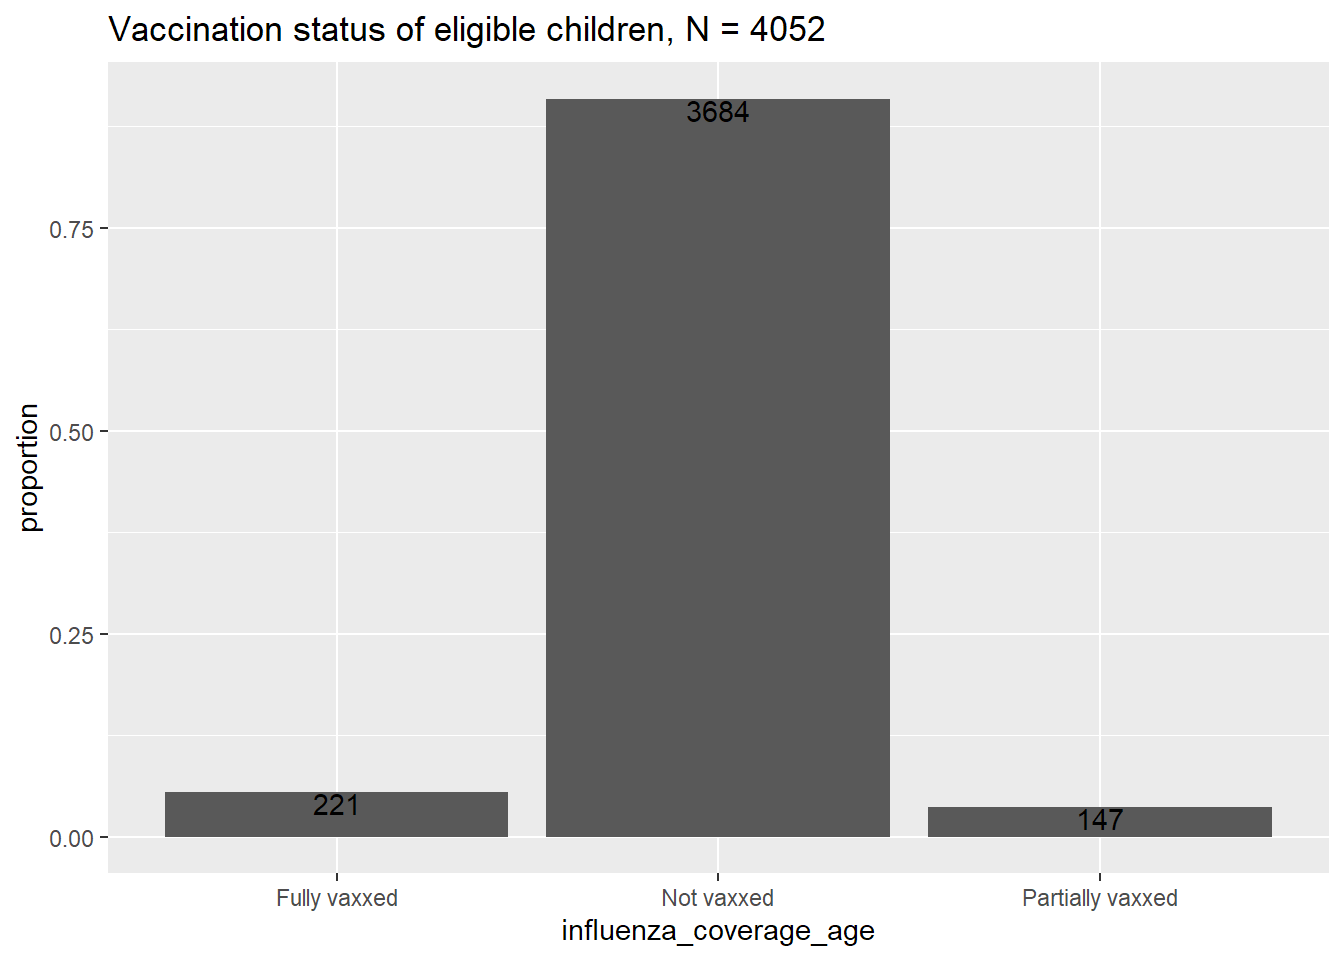 Vaccination status of eligible children, N = 4052
3684
0.75
0.50
proportion
0.25
221
147
0.00
Fully vaxxed
Not vaxxed
Partially vaxxed
influenza_coverage_age